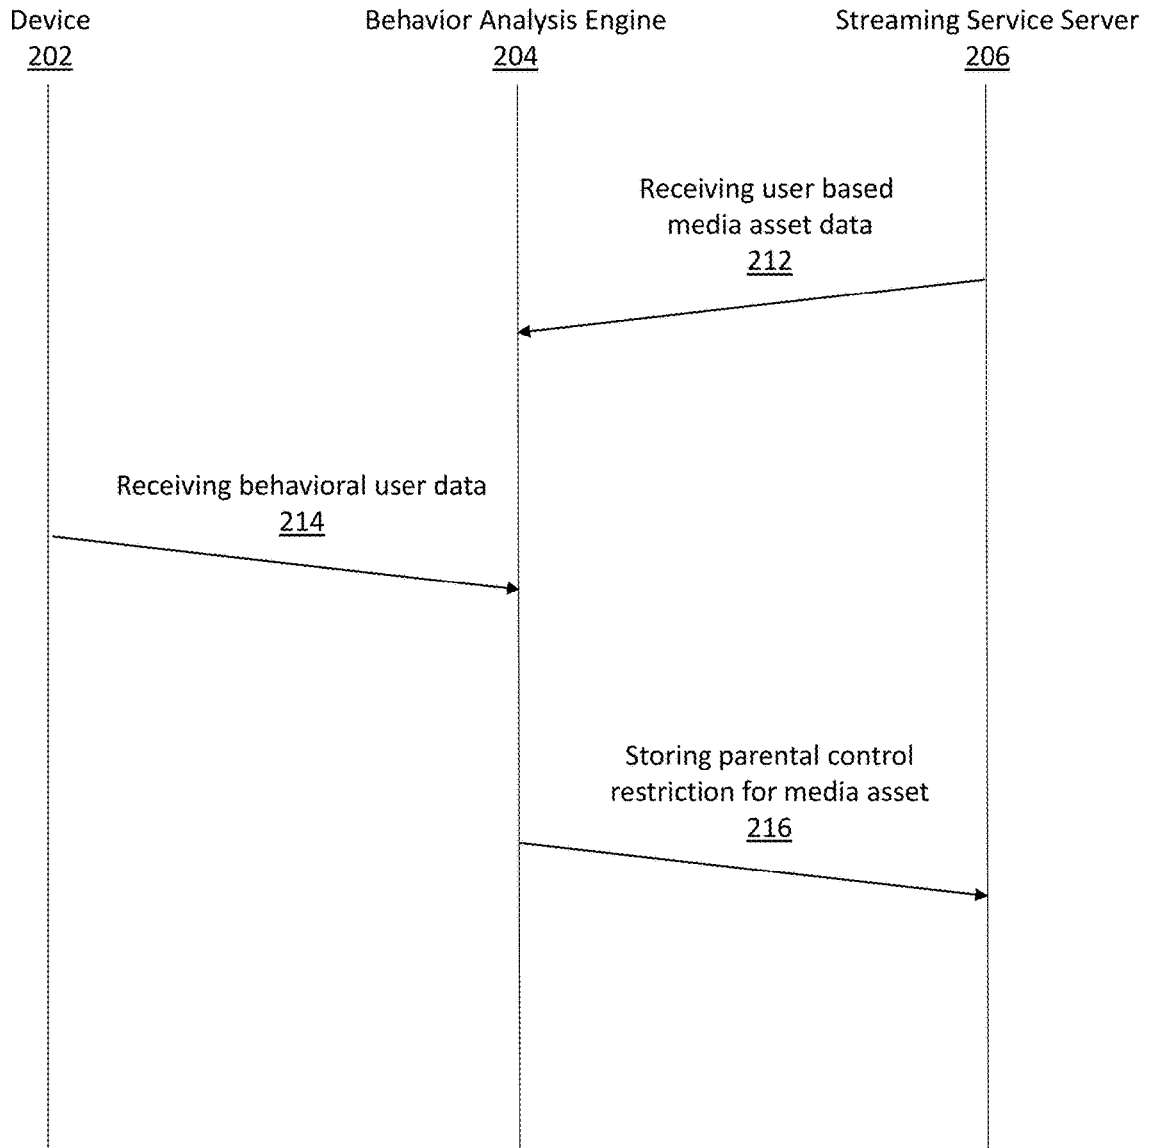 Device
202
Behavior Analysis Engine
204
Streaming Service Server
206
Receiving user based
media asset data
212
Receiving behavioral user data
214
Storing parental control
restriction for media asset
216